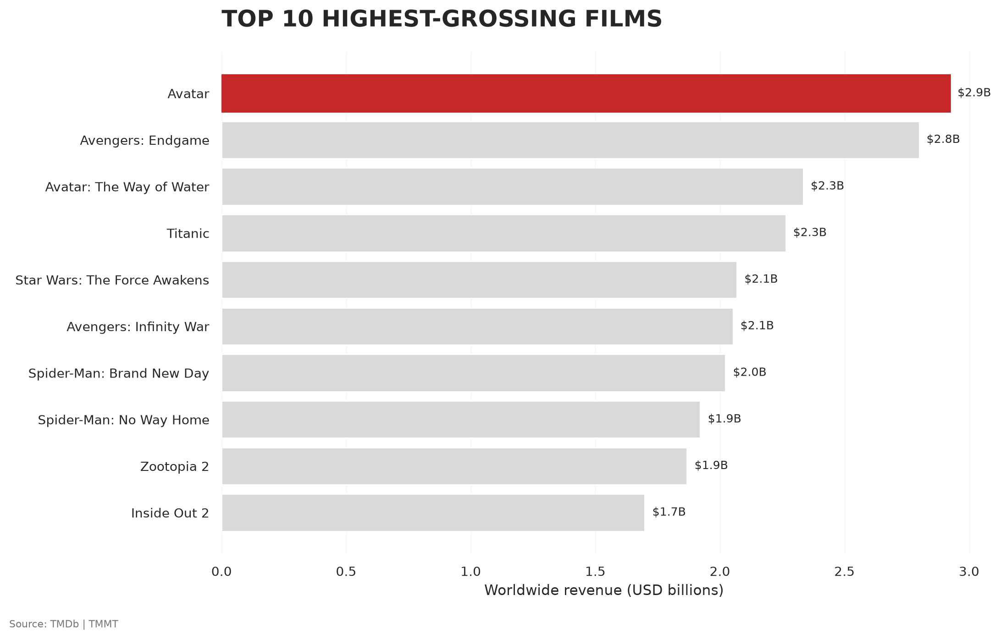 TOP 10 HIGHEST-GROSSING FILMS
Avatar $2.9B
Avengers: Endgame $2.8B
Avatar: The Way of Water $2.3B
Titanic $2.3B
Star Wars: The Force Awakens $2.1B
Avengers: Infinity War $2.1B
Spider-Man: Brand New Day $2.0B
Spider-Man: No Way Home $1.9B
Zootopia 2 $1.9B
Inside Out 2 $1.7B
0.0 0.5 1.0 1.5 2.0 2.5 3.0
Worldwide revenue (USD billions)
Source: TMDb | TMMT